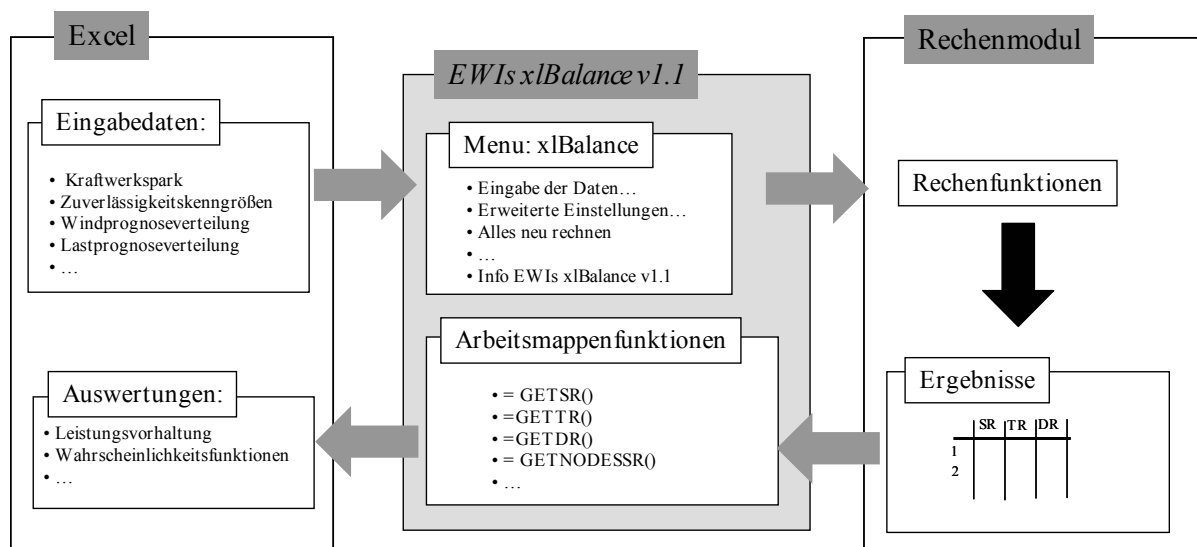 Excel
Eingabedaten:
• Kraftwerkspark
• Zuverlässigkeitskenngrößen
• Windprognoseverteilung
• Lastprognoseverteilung
• …
Auswertungen:
• Leistungsvorhaltung
• Wahrscheinlichkeitsfunktionen
• …
EWIs xlBalance v1.1
Menu: xlBalance
• Eingabe der Daten…
• Erweiterte Einstellungen…
• Alles neu rechnen
• …
• Info EWIs xlBalance v1.1
Arbeitsmappenfunktionen
• = GETSR()
• =GETTR()
• =GETDR()
• = GETNODESSR()
• …
Rechenmodul
Rechenfunktionen
Ergebnisse
SR TR DR
1
2